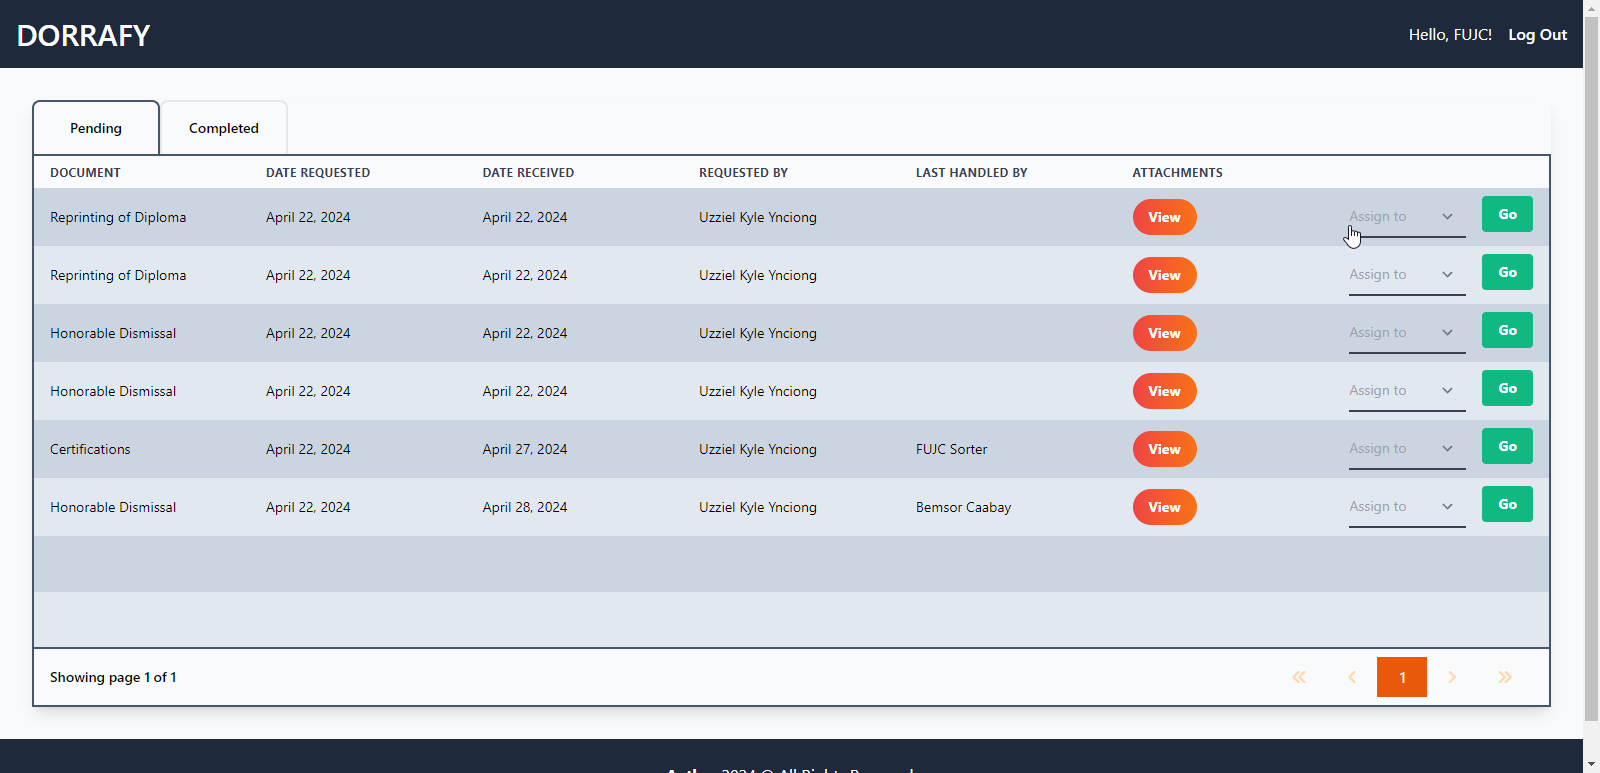 DORRAFY
Hello, FUJC! Log Out
Pending Completed
DOCUMENT DATE REQUESTED DATE RECEIVED REQUESTED BY LAST HANDLED BY ATTACHMENTS
Reprinting of Diploma April 22, 2024 April 22, 2024 Uzziel Kyle Ynciong View Assign to Go
Reprinting of Diploma April 22, 2024 April 22, 2024 Uzziel Kyle Ynciong View Assign to Go
Honorable Dismissal April 22, 2024 April 22, 2024 Uzziel Kyle Ynciong View Assign to Go
Honorable Dismissal April 22, 2024 April 22, 2024 Uzziel Kyle Ynciong View Assign to Go
Certifications April 22, 2024 April 27, 2024 Uzziel Kyle Ynciong FUJC Sorter View Assign to Go
Honorable Dismissal April 22, 2024 April 28, 2024 Uzziel Kyle Ynciong Bemsor Caabay View Assign to Go
Showing page 1 of 1 « ‹ 1 › »
2024 © All Rights